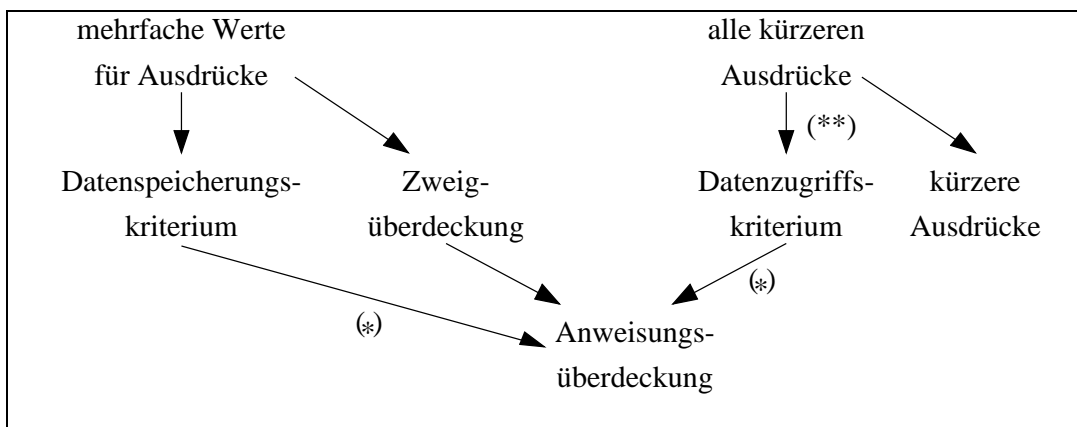 mehrfache Werte
für Ausdrücke
alle kürzeren
Ausdrücke
(**)
Datenspeicherungs-
kriterium
Zweig-
überdeckung
Datenzugriffs-
kriterium
kürzere
Ausdrücke
(*)
(*)
Anweisungs-
überdeckung